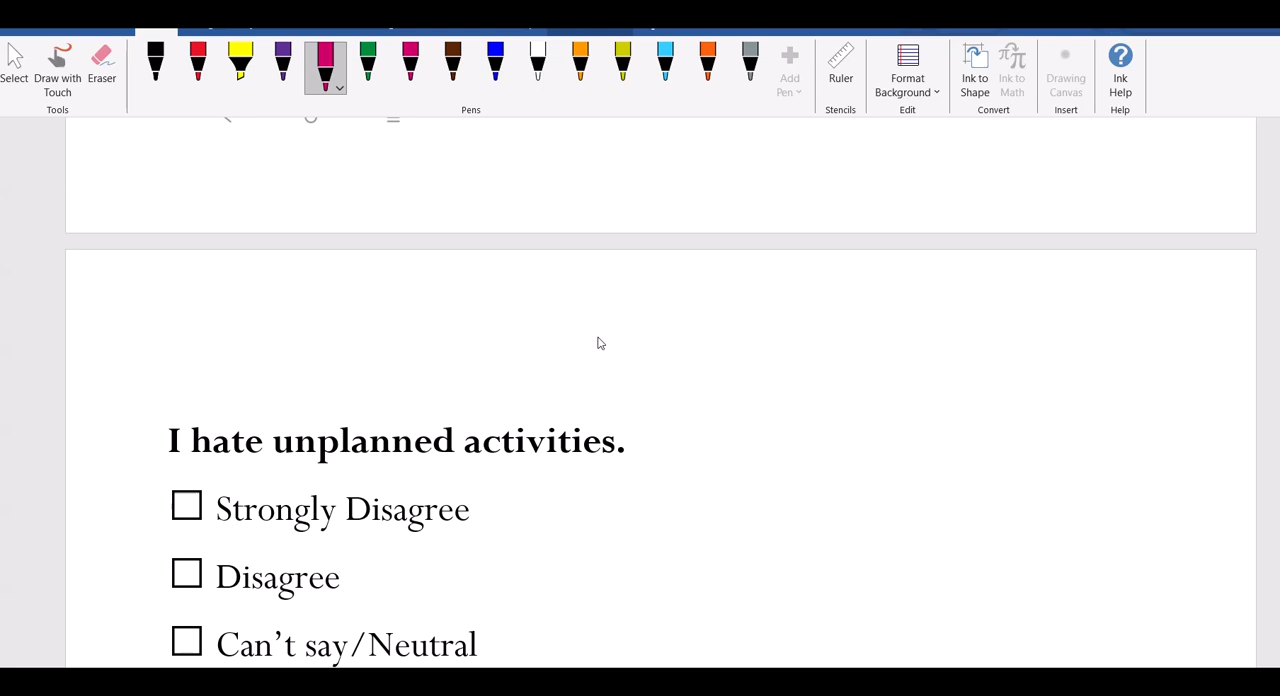 Select
Draw with Touch
Eraser
Add Pen
Ruler
Format Background
Ink to Shape
Ink to Math
Drawing Canvas
Ink Help
Tools
Pens
Stencils
Edit
Convert
Insert
Help
I hate unplanned activities.
Strongly Disagree
Disagree
Can't say/Neutral